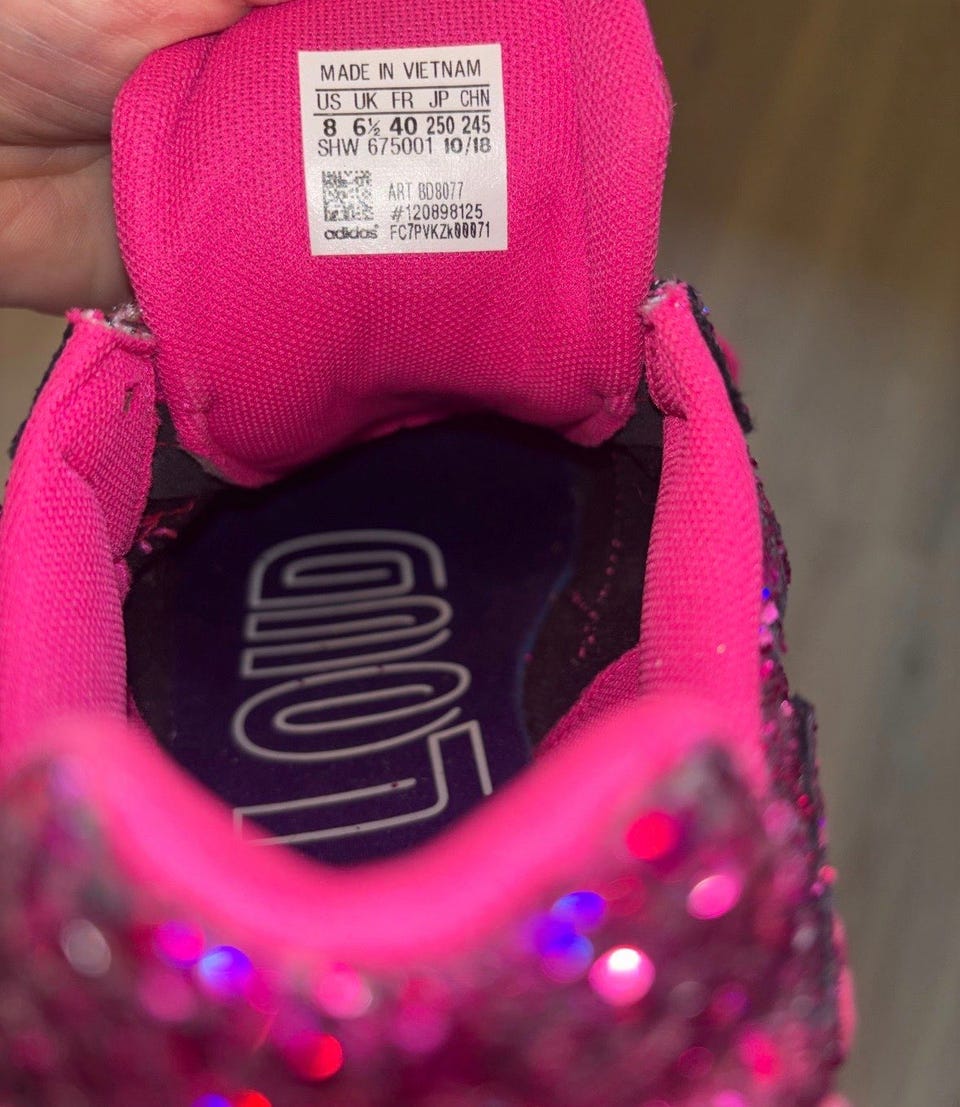 MADE IN VIETNAM
US UK FR JP CHN
8 6½ 40 250 245
SHW 675001 10/18
ART BD8077
#120898125
adidas FC7PVKZk00071
LOUD